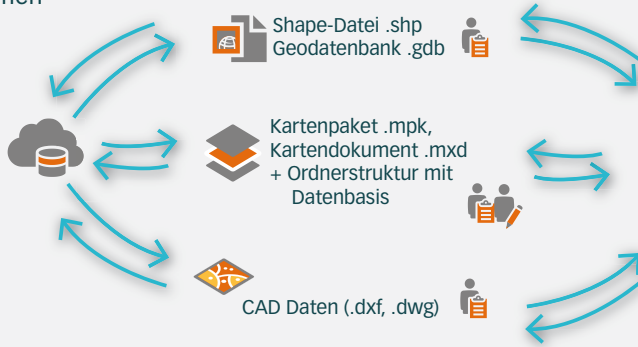 Shape-Datei .shp
Geodatenbank .gdb
Kartenpaket .mpk,
Kartendokument .mxd
+ Ordnerstruktur mit
Datenbasis
CAD Daten (.dxf, .dwg)